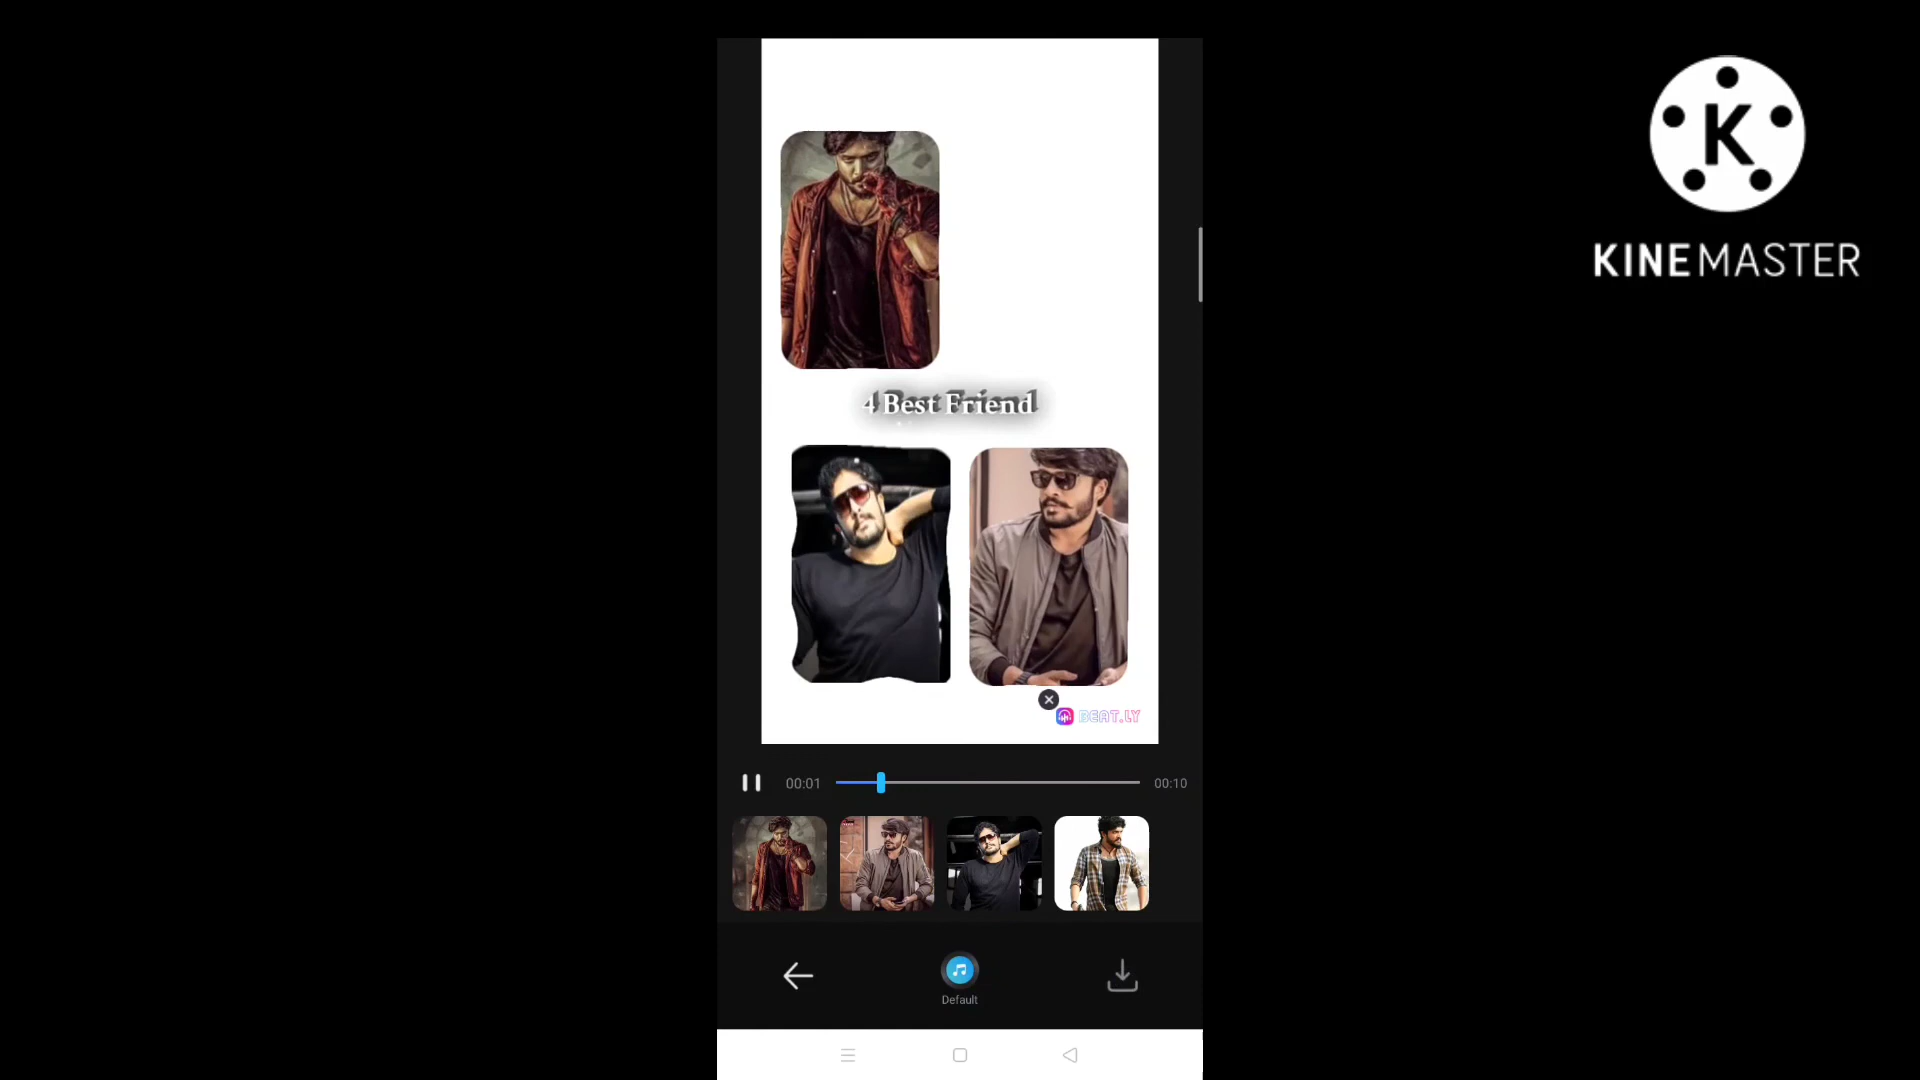 KINEMASTER
4 Best Friend
BEAT.LY
00:01
00:10
Default